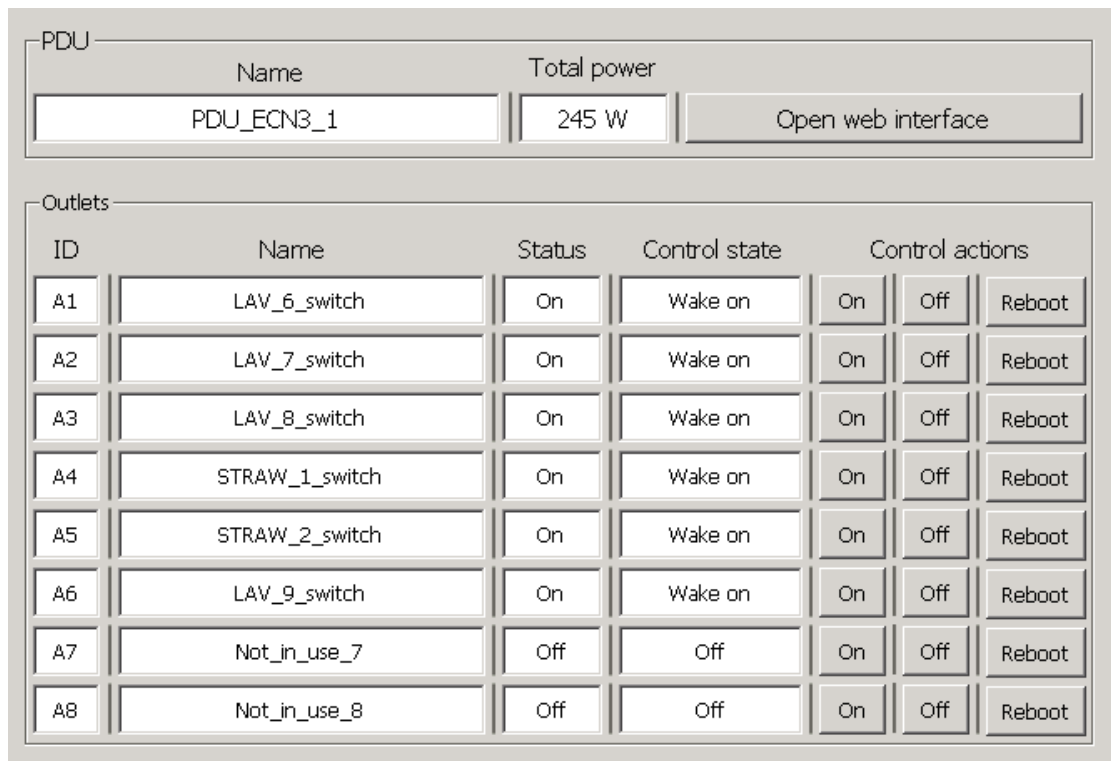 PDU
Name Total power
PDU_ECN3_1 245 W Open web interface
Outlets
ID Name Status Control state Control actions
A1 LAV_6_switch On Wake on On Off Reboot
A2 LAV_7_switch On Wake on On Off Reboot
A3 LAV_8_switch On Wake on On Off Reboot
A4 STRAW_1_switch On Wake on On Off Reboot
A5 STRAW_2_switch On Wake on On Off Reboot
A6 LAV_9_switch On Wake on On Off Reboot
A7 Not_in_use_7 Off Off On Off Reboot
A8 Not_in_use_8 Off Off On Off Reboot